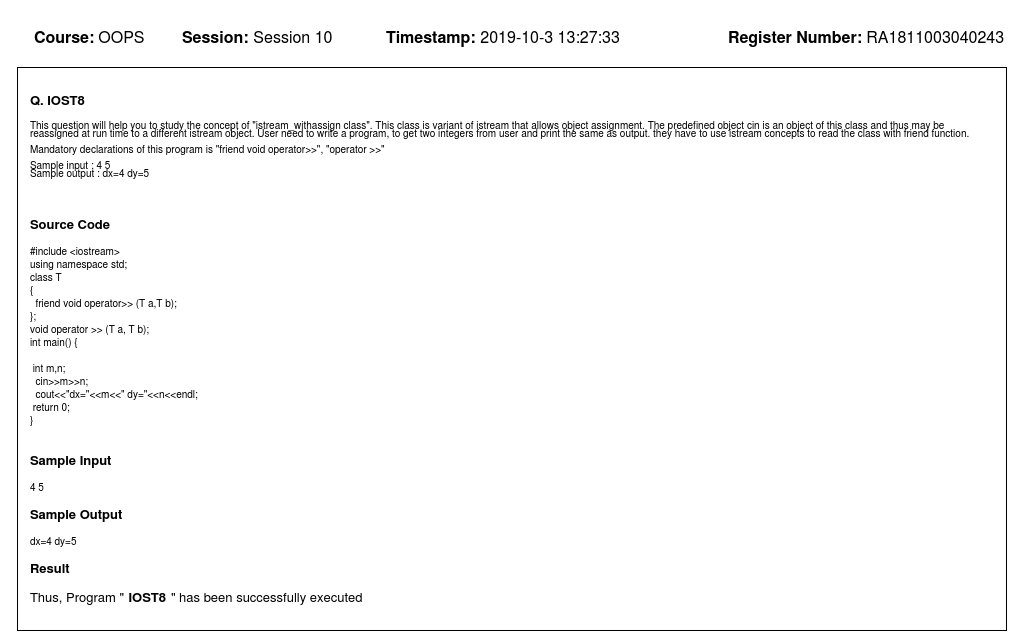 Course: OOPS Session: Session 10 Timestamp: 2019-10-3 13:27:33 Register Number: RA1811003040243
Q. IOST8
This question will help you to study the concept of "istream_withassign class". This class is variant of istream that allows object assignment. The predefined object cin is an object of this class and thus may be
reassigned at run time to a different istream object. User need to write a program, to get two integers from user and print the same as output. they have to use istream concepts to read the class with friend function.
Mandatory declarations of this program is "friend void operator>>", "operator >>"
Sample input : 4 5
Sample output : dx=4 dy=5
Source Code
#include <iostream>
using namespace std;
class T
{
friend void operator>> (T a,T b);
};
void operator >> (T a, T b);
int main() {
int m,n;
cin>>m>>n;
cout<<"dx="<<m<<" dy="<<n<<endl;
return 0;
}
Sample Input
4 5
Sample Output
dx=4 dy=5
Result
Thus, Program " IOST8 " has been successfully executed